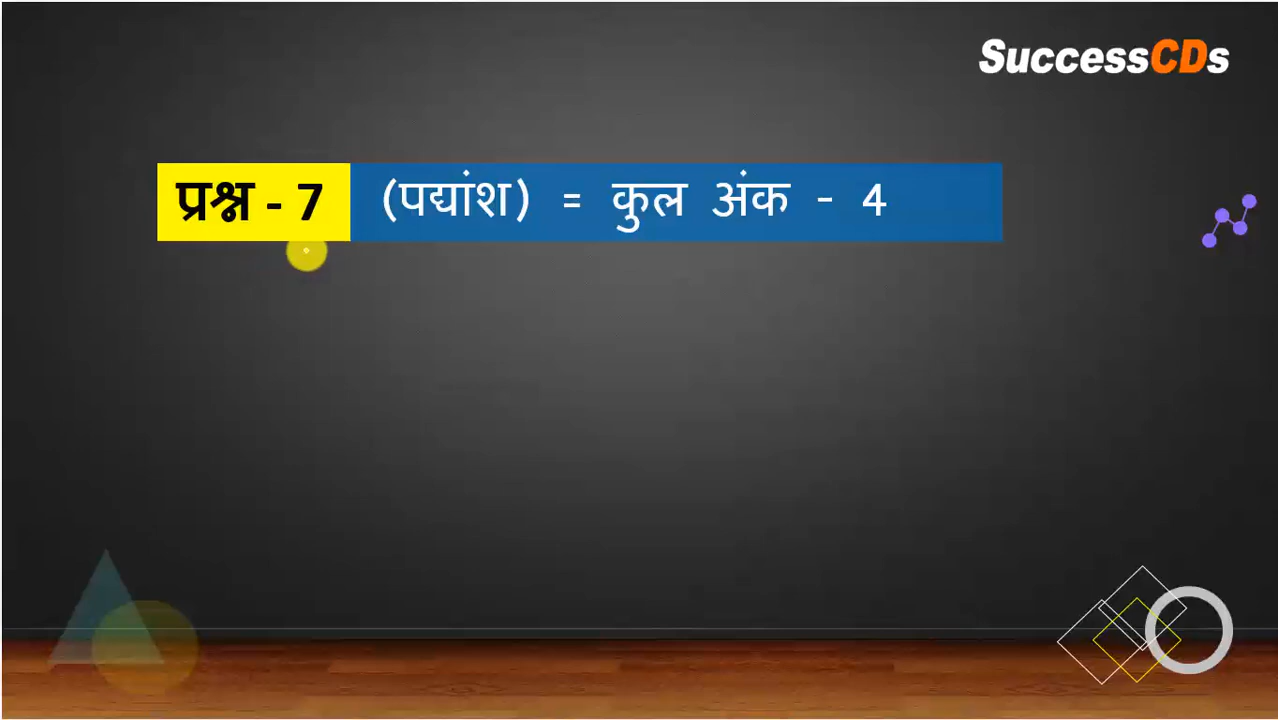 SuccessCDs
प्रश्न - 7 (पद्यांश) = कुल अंक - 4